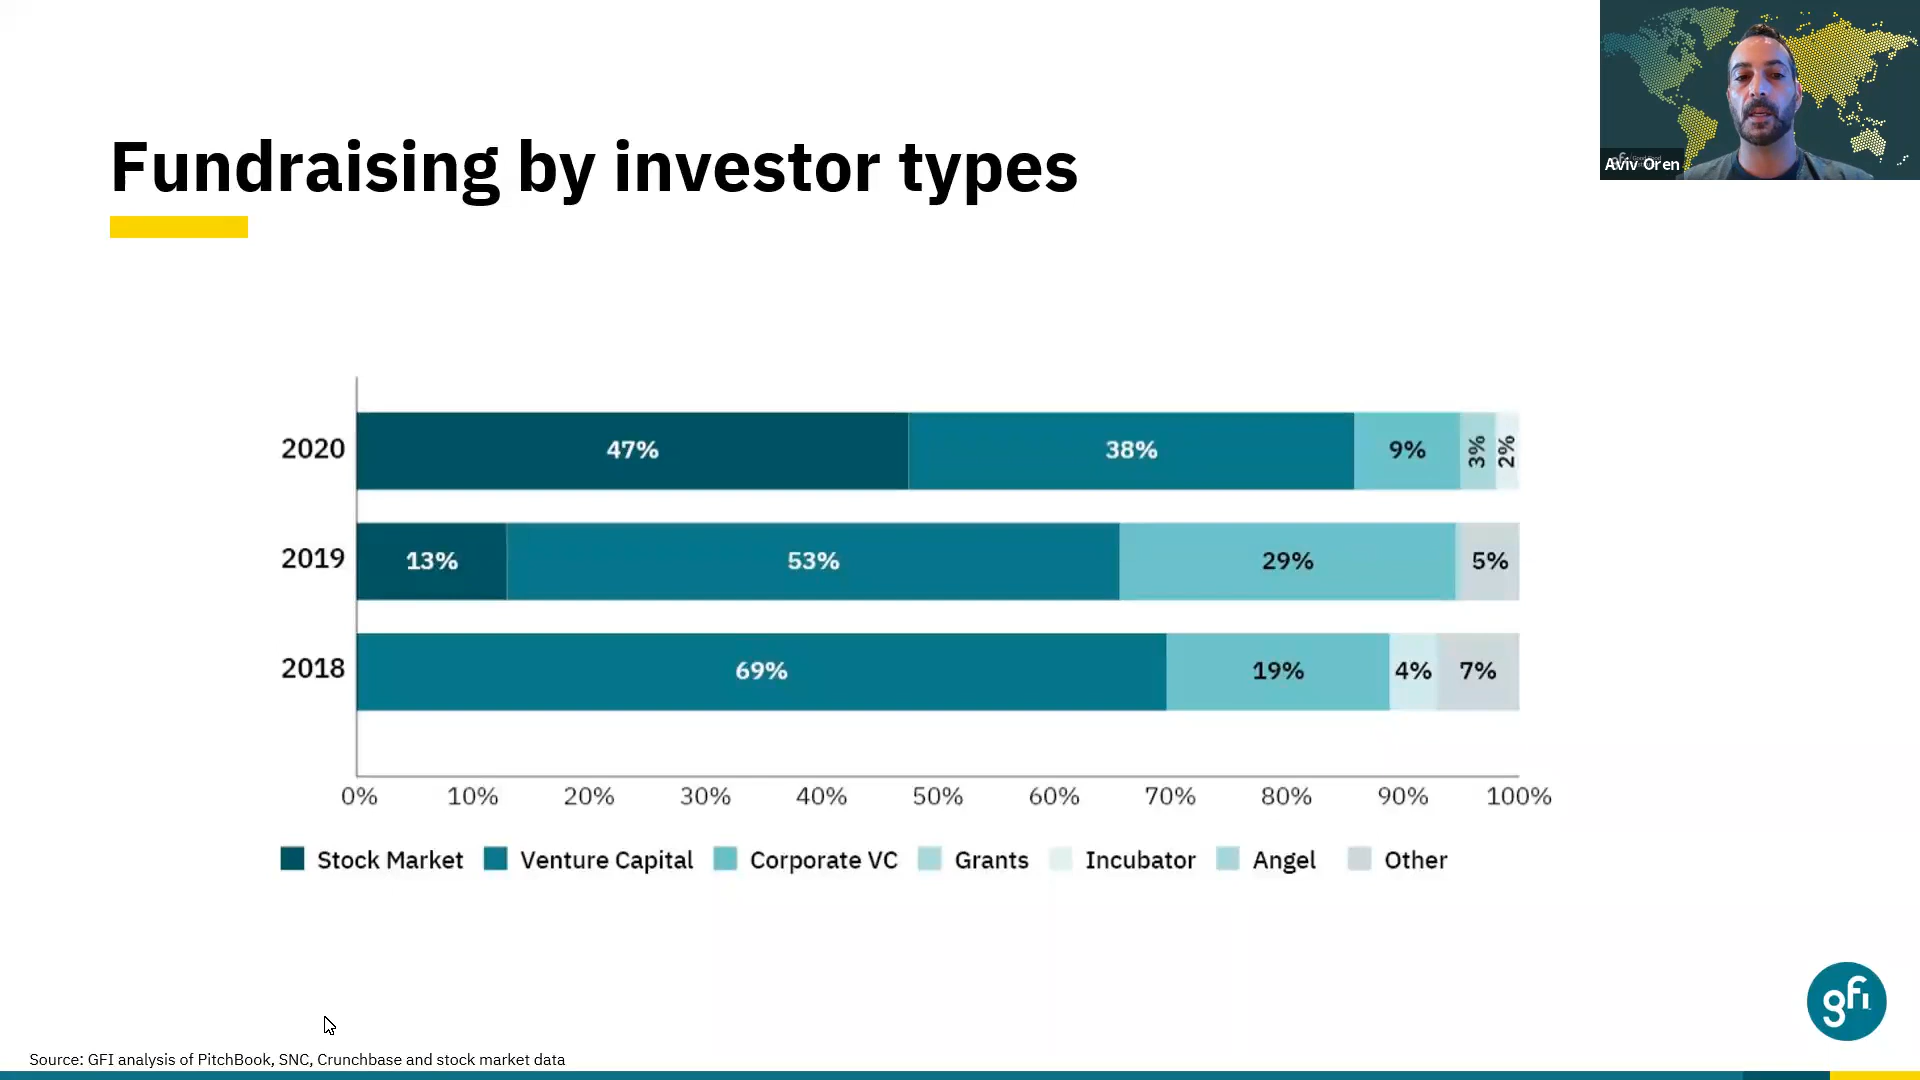 Aviv Oren
Fundraising by investor types
2020 47% 38% 9% 3% 2%
2019 13% 53% 29% 5%
2018 69% 19% 4% 7%
0% 10% 20% 30% 40% 50% 60% 70% 80% 90% 100%
Stock Market Venture Capital Corporate VC Grants Incubator Angel Other
gfi
Source: GFI analysis of PitchBook, SNC, Crunchbase and stock market data